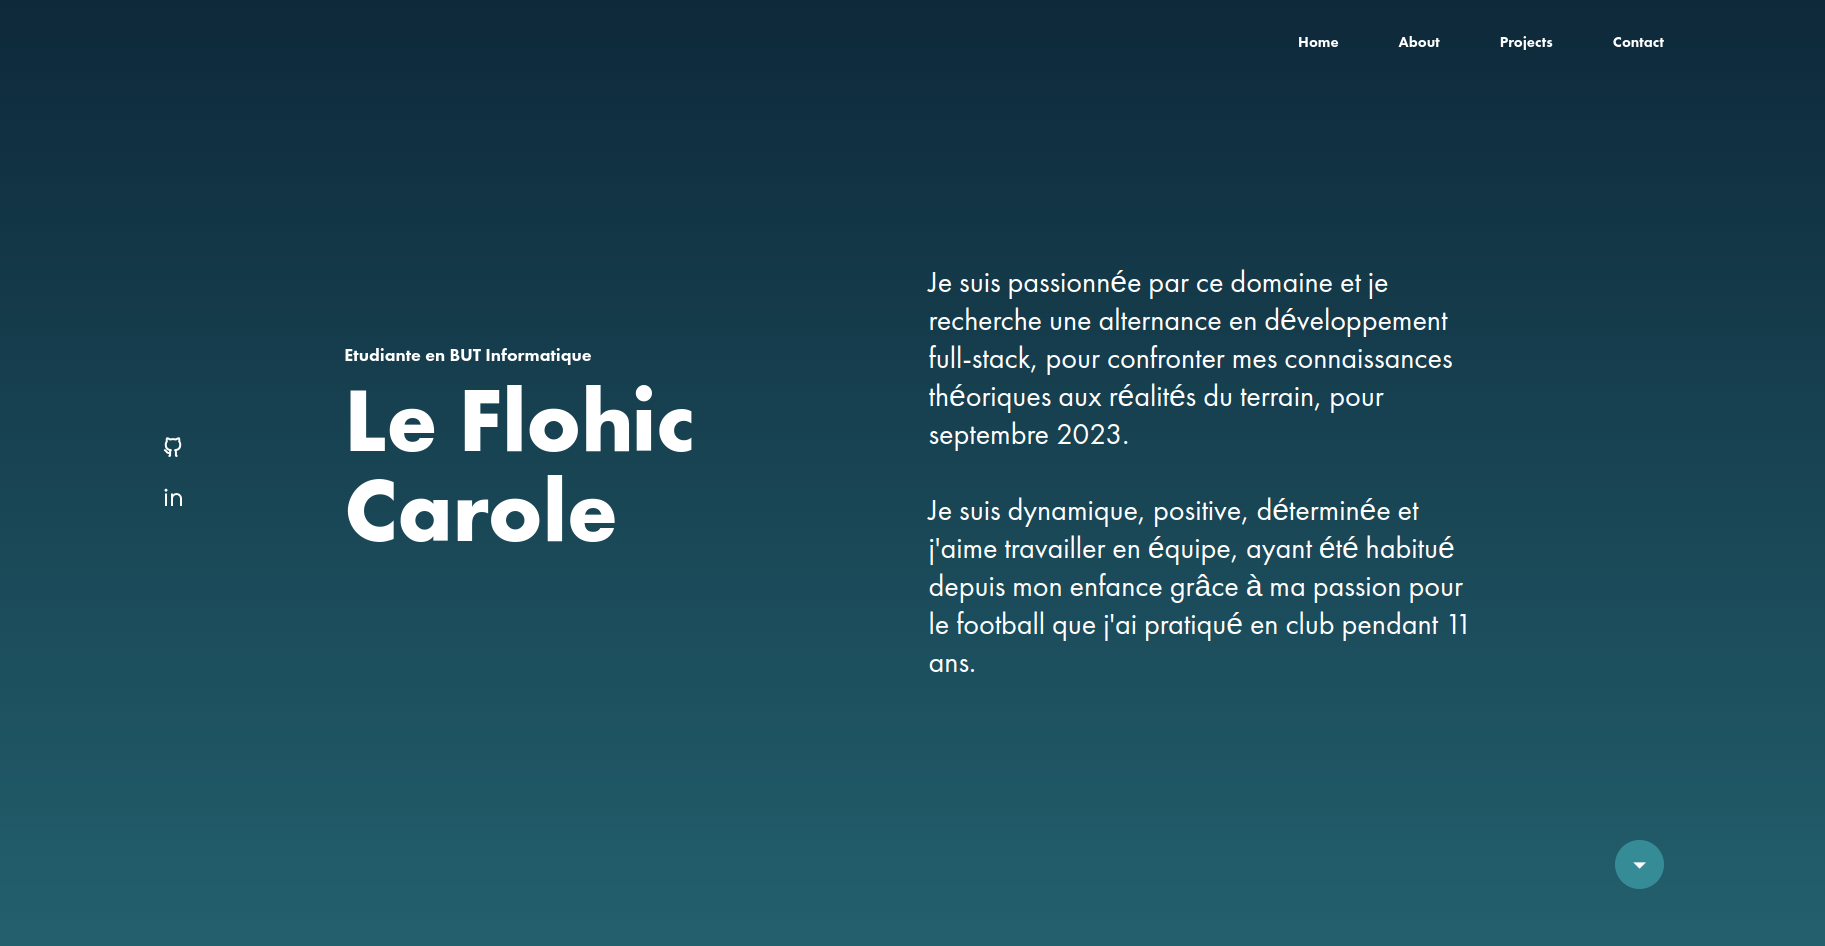 Home About Projects Contact
Etudiante en BUT Informatique
Le Flohic
Carole
in
Je suis passionnée par ce domaine et je
recherche une alternance en développement
full-stack, pour confronter mes connaissances
théoriques aux réalités du terrain, pour
septembre 2023.
Je suis dynamique, positive, déterminée et
j'aime travailler en équipe, ayant été habitué
depuis mon enfance grâce à ma passion pour
le football que j'ai pratiqué en club pendant 11
ans.